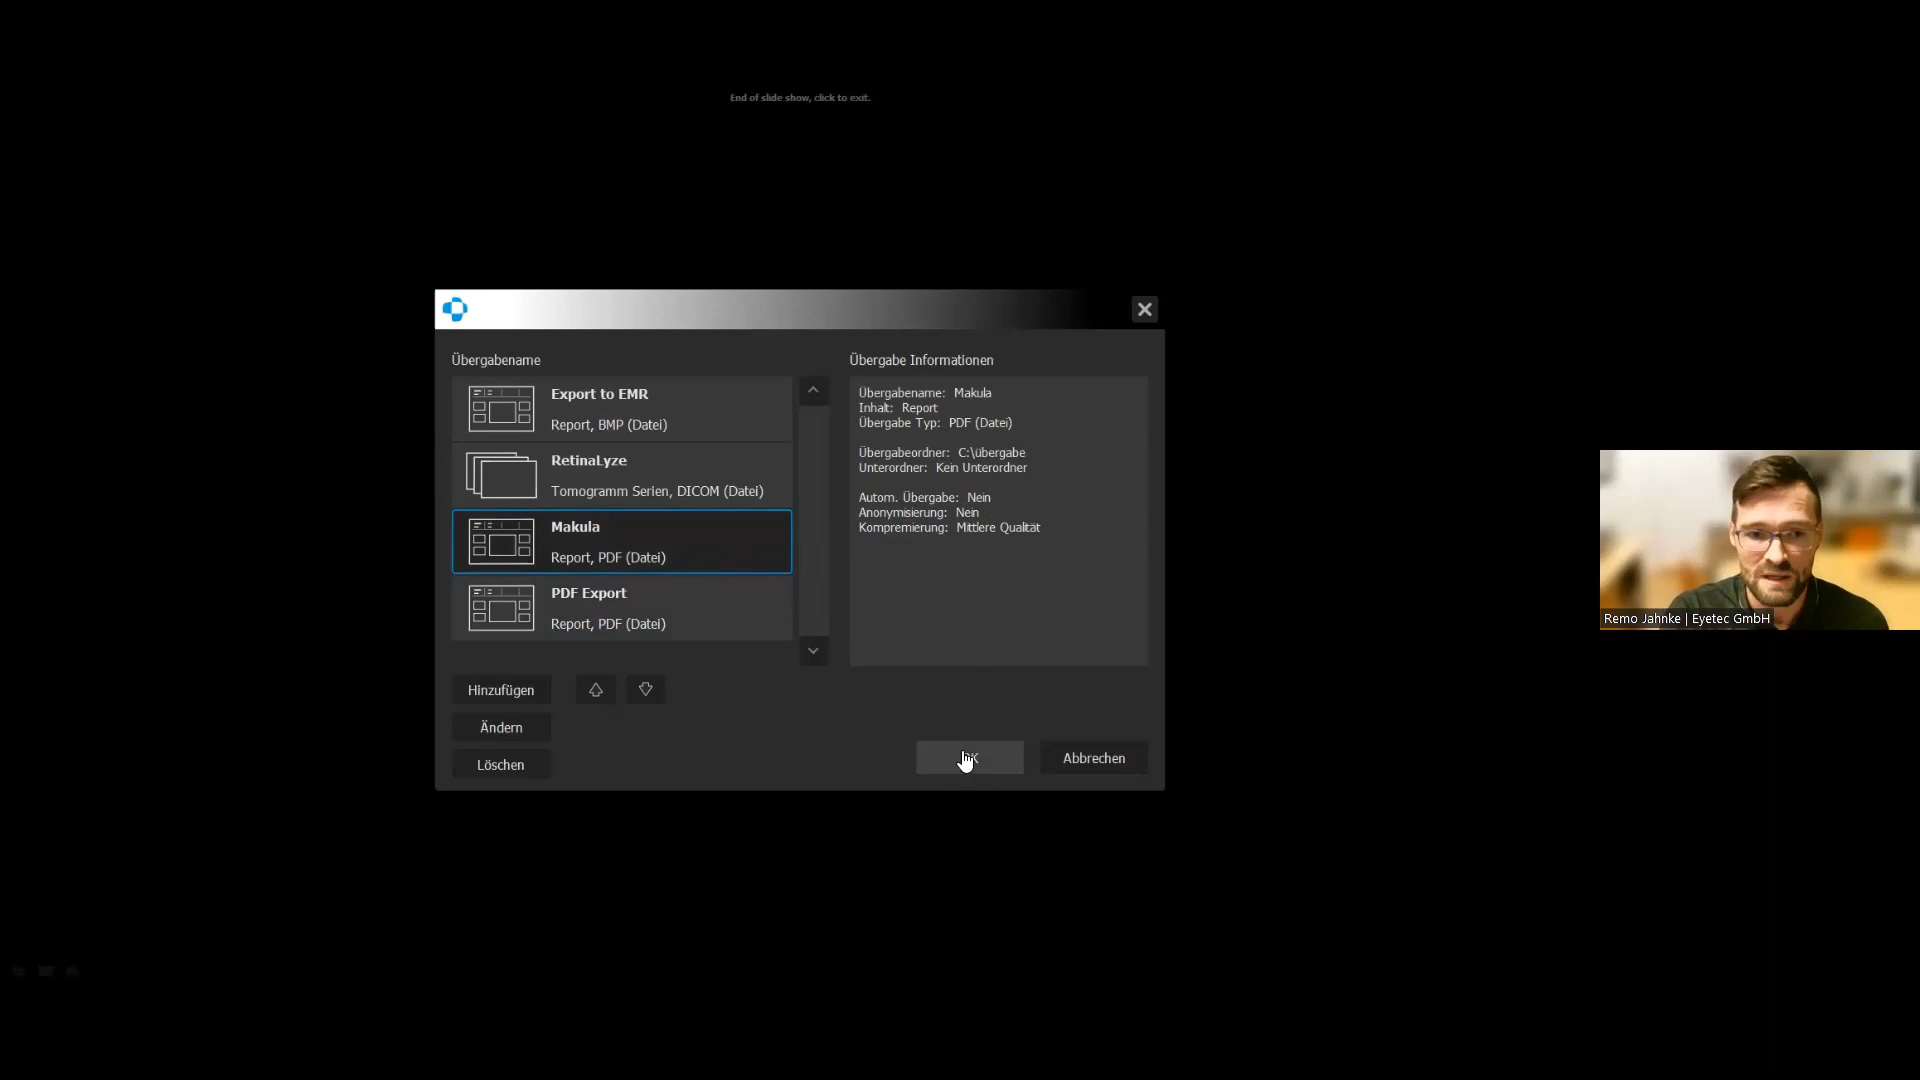 End of slide show, click to exit.
Übergabename
Export to EMR
Report, BMP (Datei)
RetinaLyze
Tomogramm Serien, DICOM (Datei)
Makula
Report, PDF (Datei)
PDF Export
Report, PDF (Datei)
Hinzufügen
Ändern
Löschen
Übergabe Informationen
Übergabename: Makula
Inhalt: Report
Übergabe Typ: PDF (Datei)
Übergabeordner: C:\übergabe
Unterordner: Kein Unterordner
Autom. Übergabe: Nein
Anonymisierung: Nein
Kompremierung: Mittlere Qualität
Abbrechen
Remo Jahnke | Eyetec GmbH